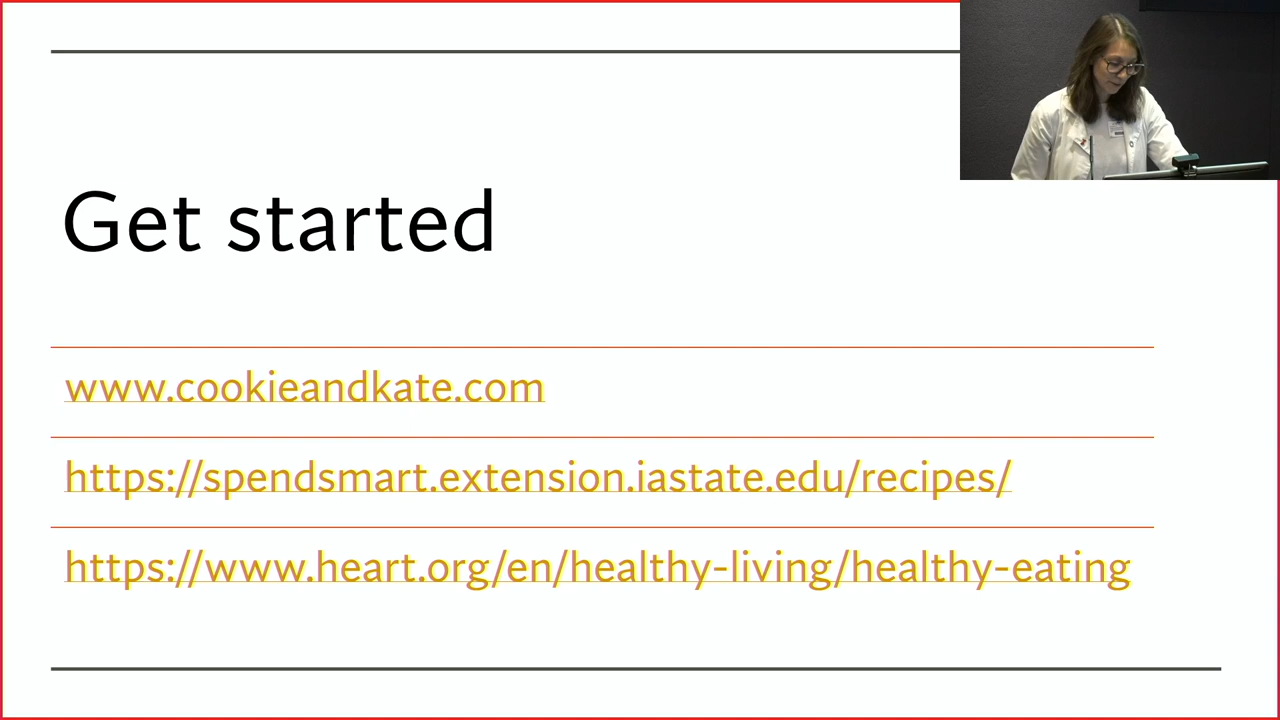 Get started
www.cookieandkate.com
https://spendsmart.extension.iastate.edu/recipes/
https://www.heart.org/en/healthy-living/healthy-eating